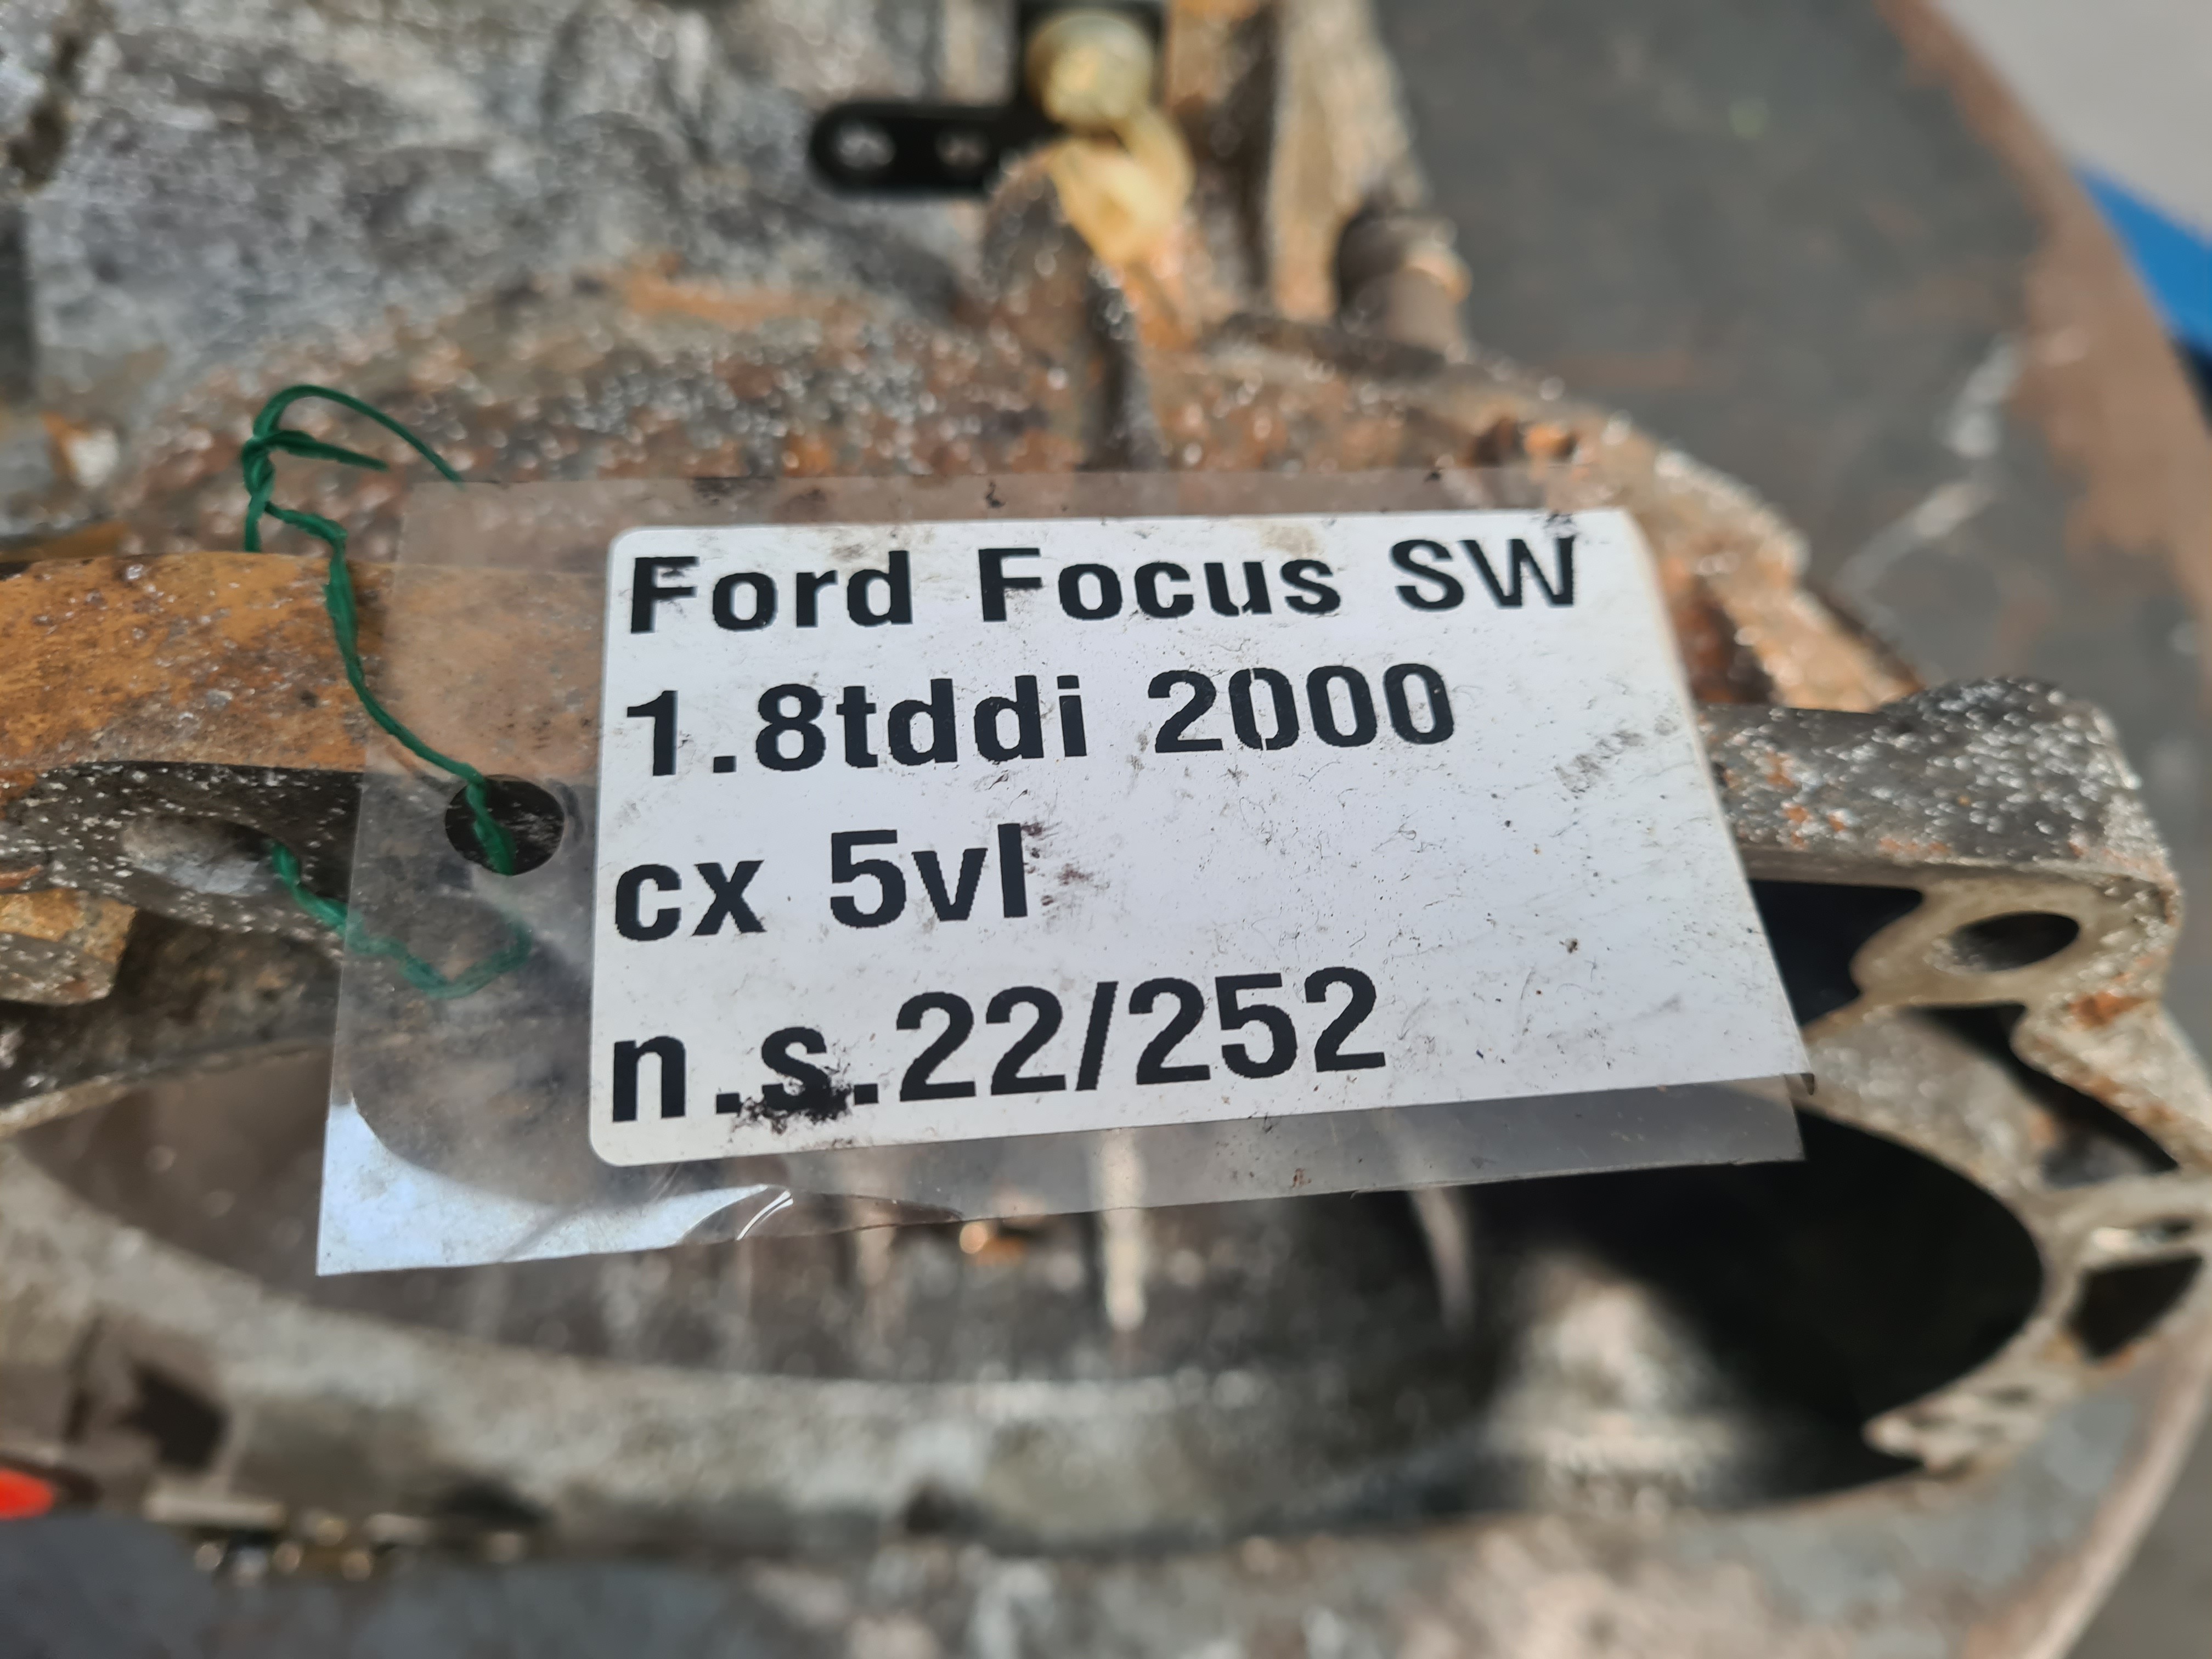 Ford Focus SW
1.8tddi 2000
cx 5vl
n.s.22/252